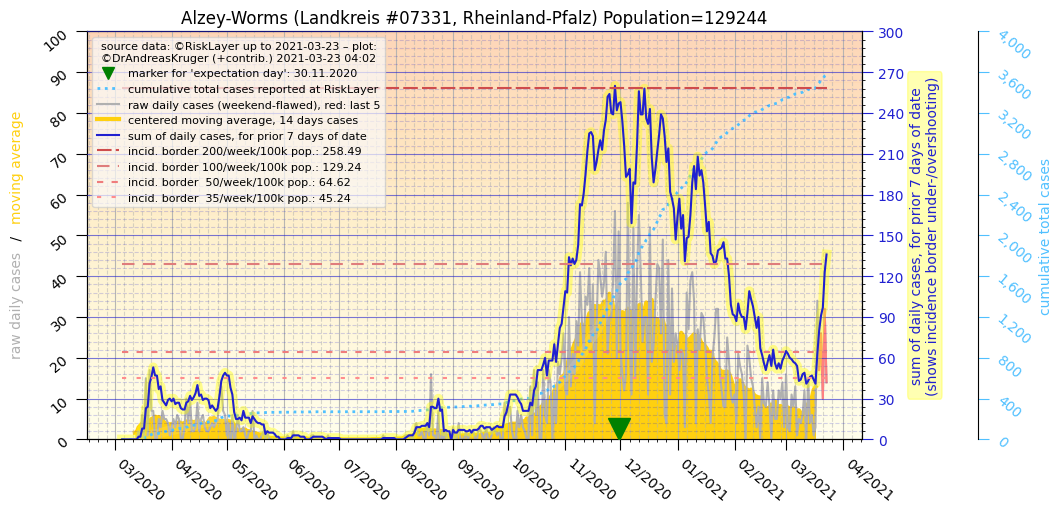 Alzey-Worms (Landkreis #07331, Rheinland-Pfalz) Population=129244
source data: ©RiskLayer up to 2021-03-23 – plot:
©DrAndreasKruger (+contrib.) 2021-03-23 04:02
marker for 'expectation day': 30.11.2020
cumulative total cases reported at RiskLayer
raw daily cases (weekend-flawed), red: last 5
centered moving average, 14 days cases
sum of daily cases, for prior 7 days of date
incid. border 200/week/100k pop.: 258.49
incid. border 100/week/100k pop.: 129.24
incid. border  50/week/100k pop.: 64.62
incid. border  35/week/100k pop.: 45.24
raw daily cases / moving average
100
90
80
70
60
50
40
30
20
10
0
300
270
240
210
180
150
120
90
60
30
0
sum of daily cases, for prior 7 days of date
(shows incidence border under-/overshooting)
4,000
3,600
3,200
2,800
2,400
2,000
1,600
1,200
800
400
0
cumulative total cases
03/2020
04/2020
05/2020
06/2020
07/2020
08/2020
09/2020
10/2020
11/2020
12/2020
01/2021
02/2021
03/2021
04/2021